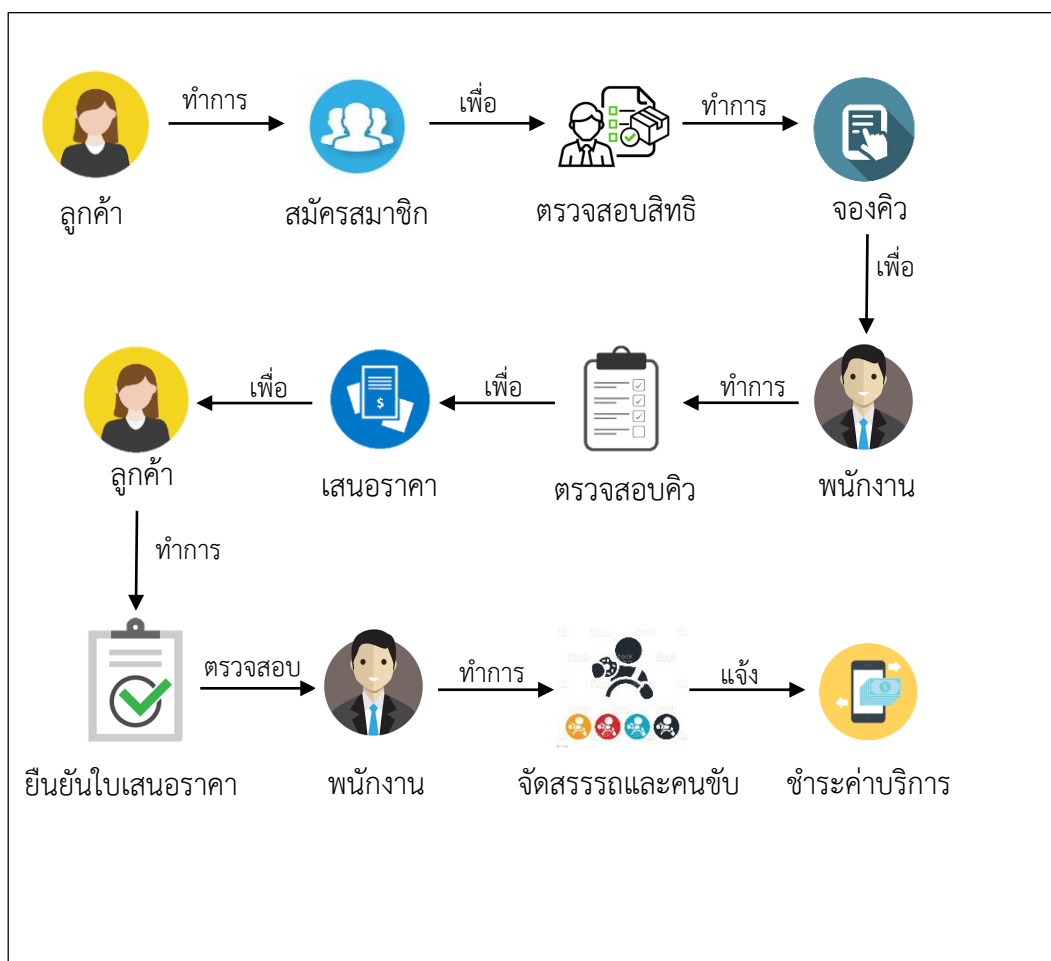 ทำการ
เพื่อ
ทำการ
ลูกค้า
สมัครสมาชิก
ตรวจสอบสิทธิ
จองคิว
เพื่อ
เพื่อ
เพื่อ
ทำการ
ลูกค้า
เสนอราคา
ตรวจสอบคิว
พนักงาน
ทำการ
ตรวจสอบ
ทำการ
แจ้ง
ยืนยันใบเสนอราคา
พนักงาน
จัดสรรรถและคนขับ
ชำระค่าบริการ